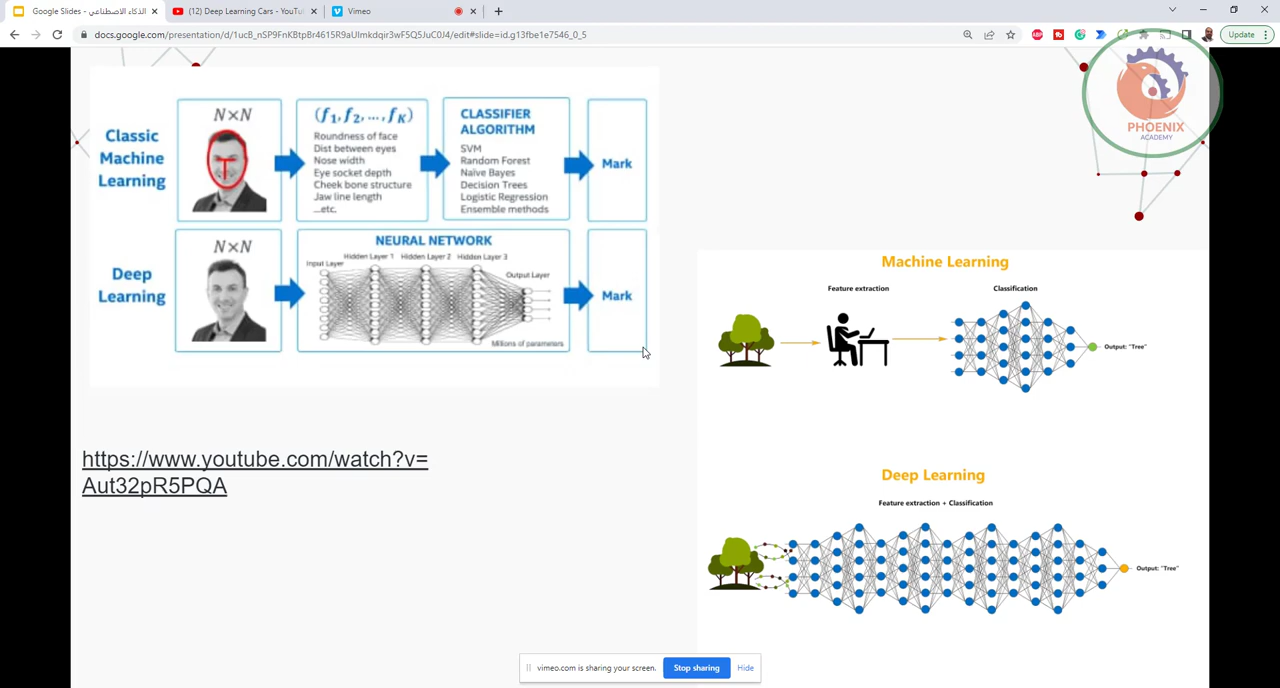 Google Slides - الذكاء الاصطناعي
(12) Deep Learning Cars - YouTu
Vimeo
docs.google.com/presentation/d/1ucB_nSP9FnKBtpBr4615R9aUImkdqir3wF5Q5JuC0J4/edit#slide=id.g13fbe1e7546_0_5
Update
PHOENIX
ACADEMY
Classic
Machine
Learning
N×N
(f1, f2, ..., fK)
Roundness of face
Dist between eyes
Nose width
Eye socket depth
Cheek bone structure
Jaw line length
...etc.
CLASSIFIER
ALGORITHM
SVM
Random Forest
Naïve Bayes
Decision Trees
Logistic Regression
Ensemble methods
Mark
Deep
Learning
N×N
NEURAL NETWORK
Input Layer
Hidden Layer 1
Hidden Layer 2
Hidden Layer 3
Output Layer
Millions of parameters
Mark
Machine Learning
Feature extraction
Classification
Output: "Tree"
https://www.youtube.com/watch?v=
Aut32pR5PQA
Deep Learning
Feature extraction + Classification
Output: "Tree"
vimeo.com is sharing your screen.
Stop sharing
Hide